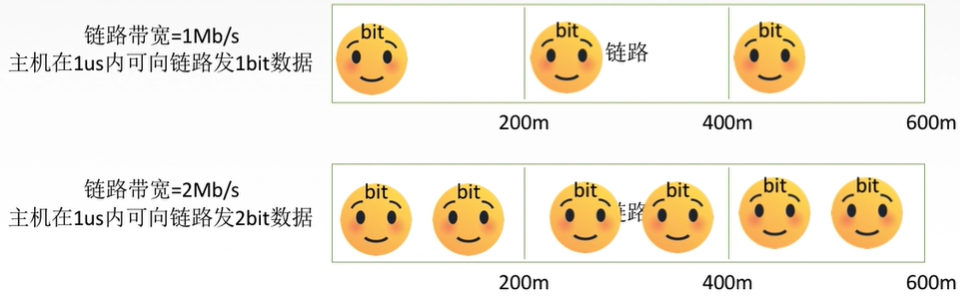 链路带宽=1Mb/s
主机在1us内可向链路发1bit数据
bit bit bit
链路
200m 400m 600m
链路带宽=2Mb/s
主机在1us内可向链路发2bit数据
bit bit bit bit bit bit
链路
200m 400m 600m